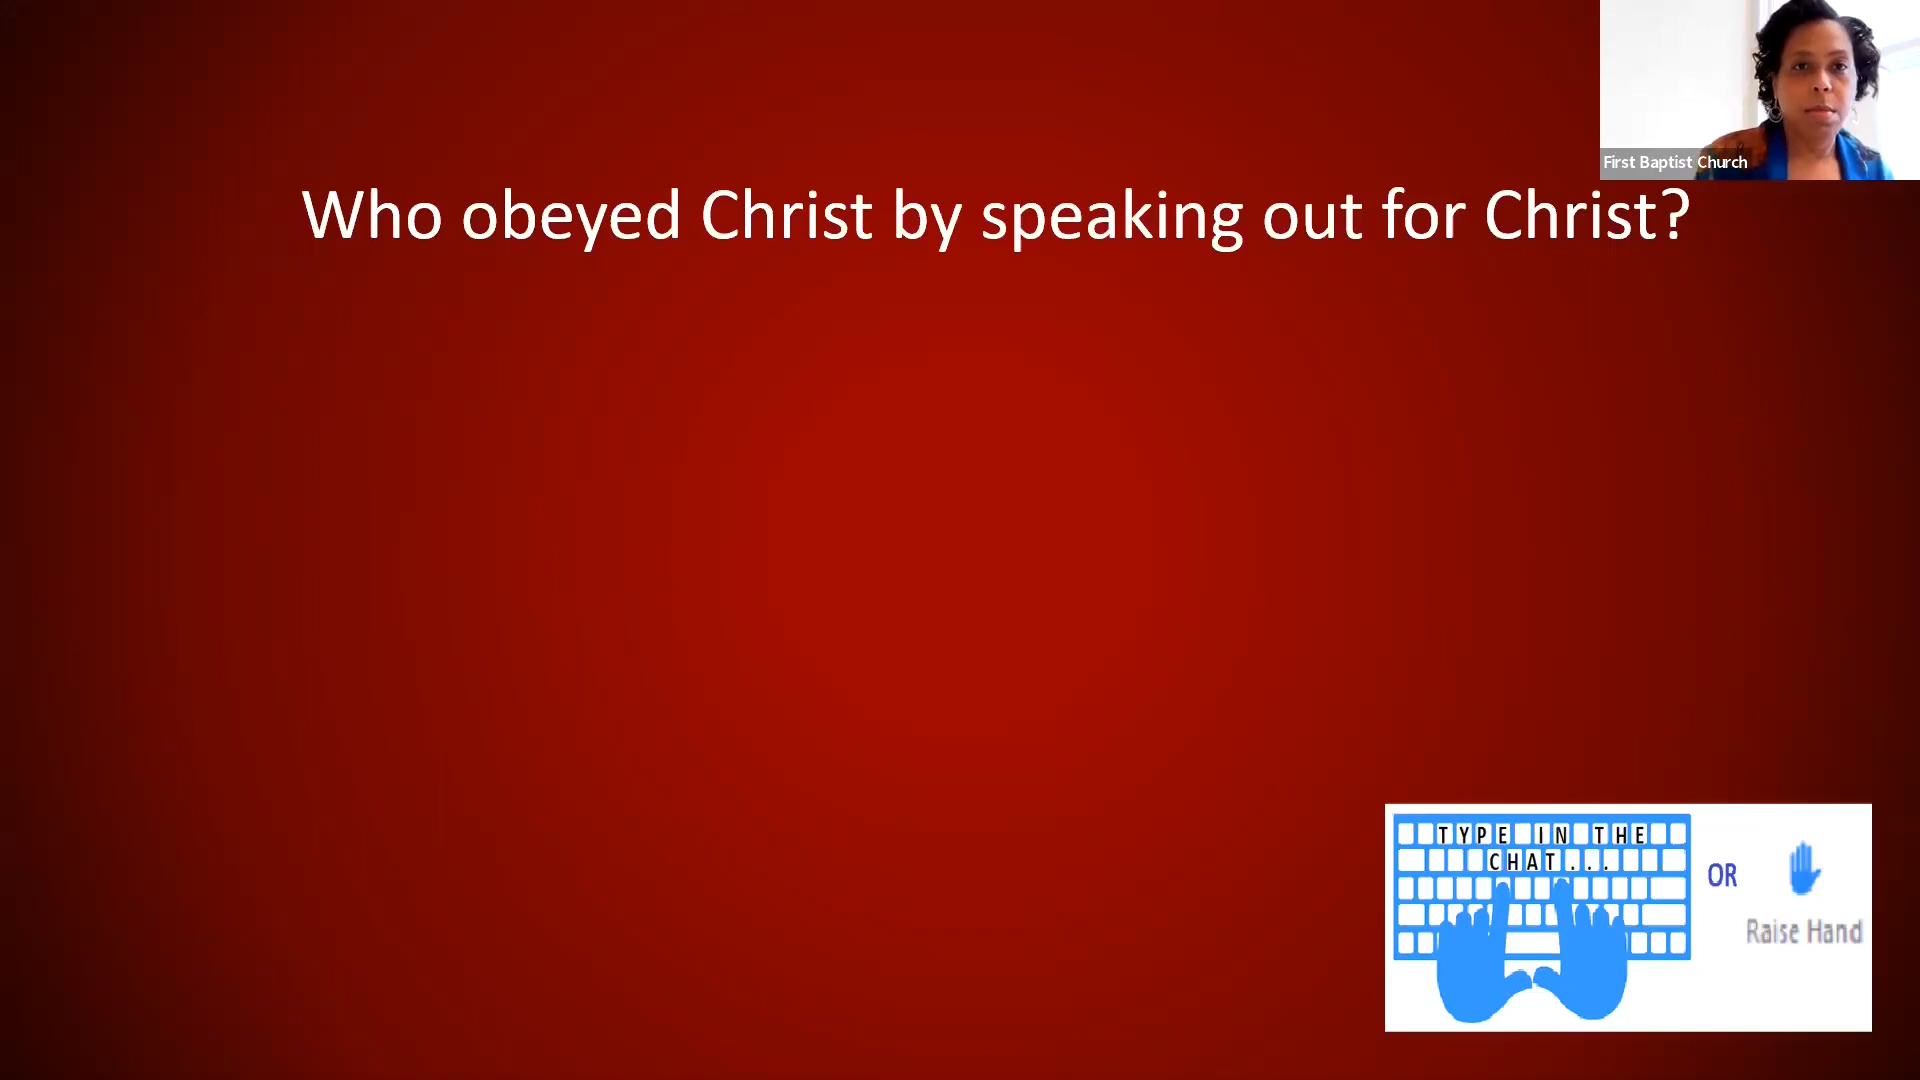 First Baptist Church
Who obeyed Christ by speaking out for Christ?
TYPE IN THE
CHAT...
OR
Raise Hand